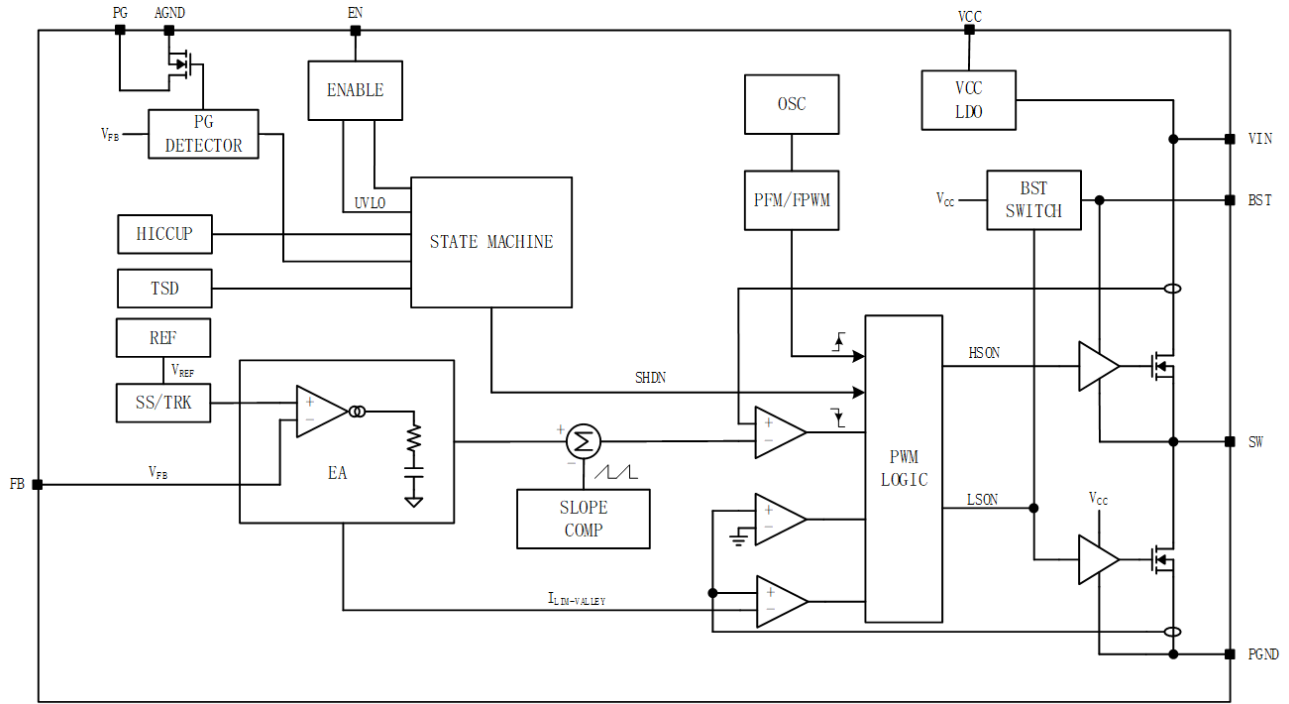 PG
AGND
EN
VCC
ENABLE
OSC
VCC
LDO
PG
DETECTOR
VFB
VIN
PFM/FPWM
BST
SWITCH
VCC
BST
UVLO
HICCUP
STATE MACHINE
TSD
REF
VREF
SS/TRK
SHDN
HSON
+
−
EA
+
−
Σ
+
−
PWM
LOGIC
SW
VFB
FB
SLOPE
COMP
LSON
VCC
+
−
ILIM-VALLEY
+
−
PGND